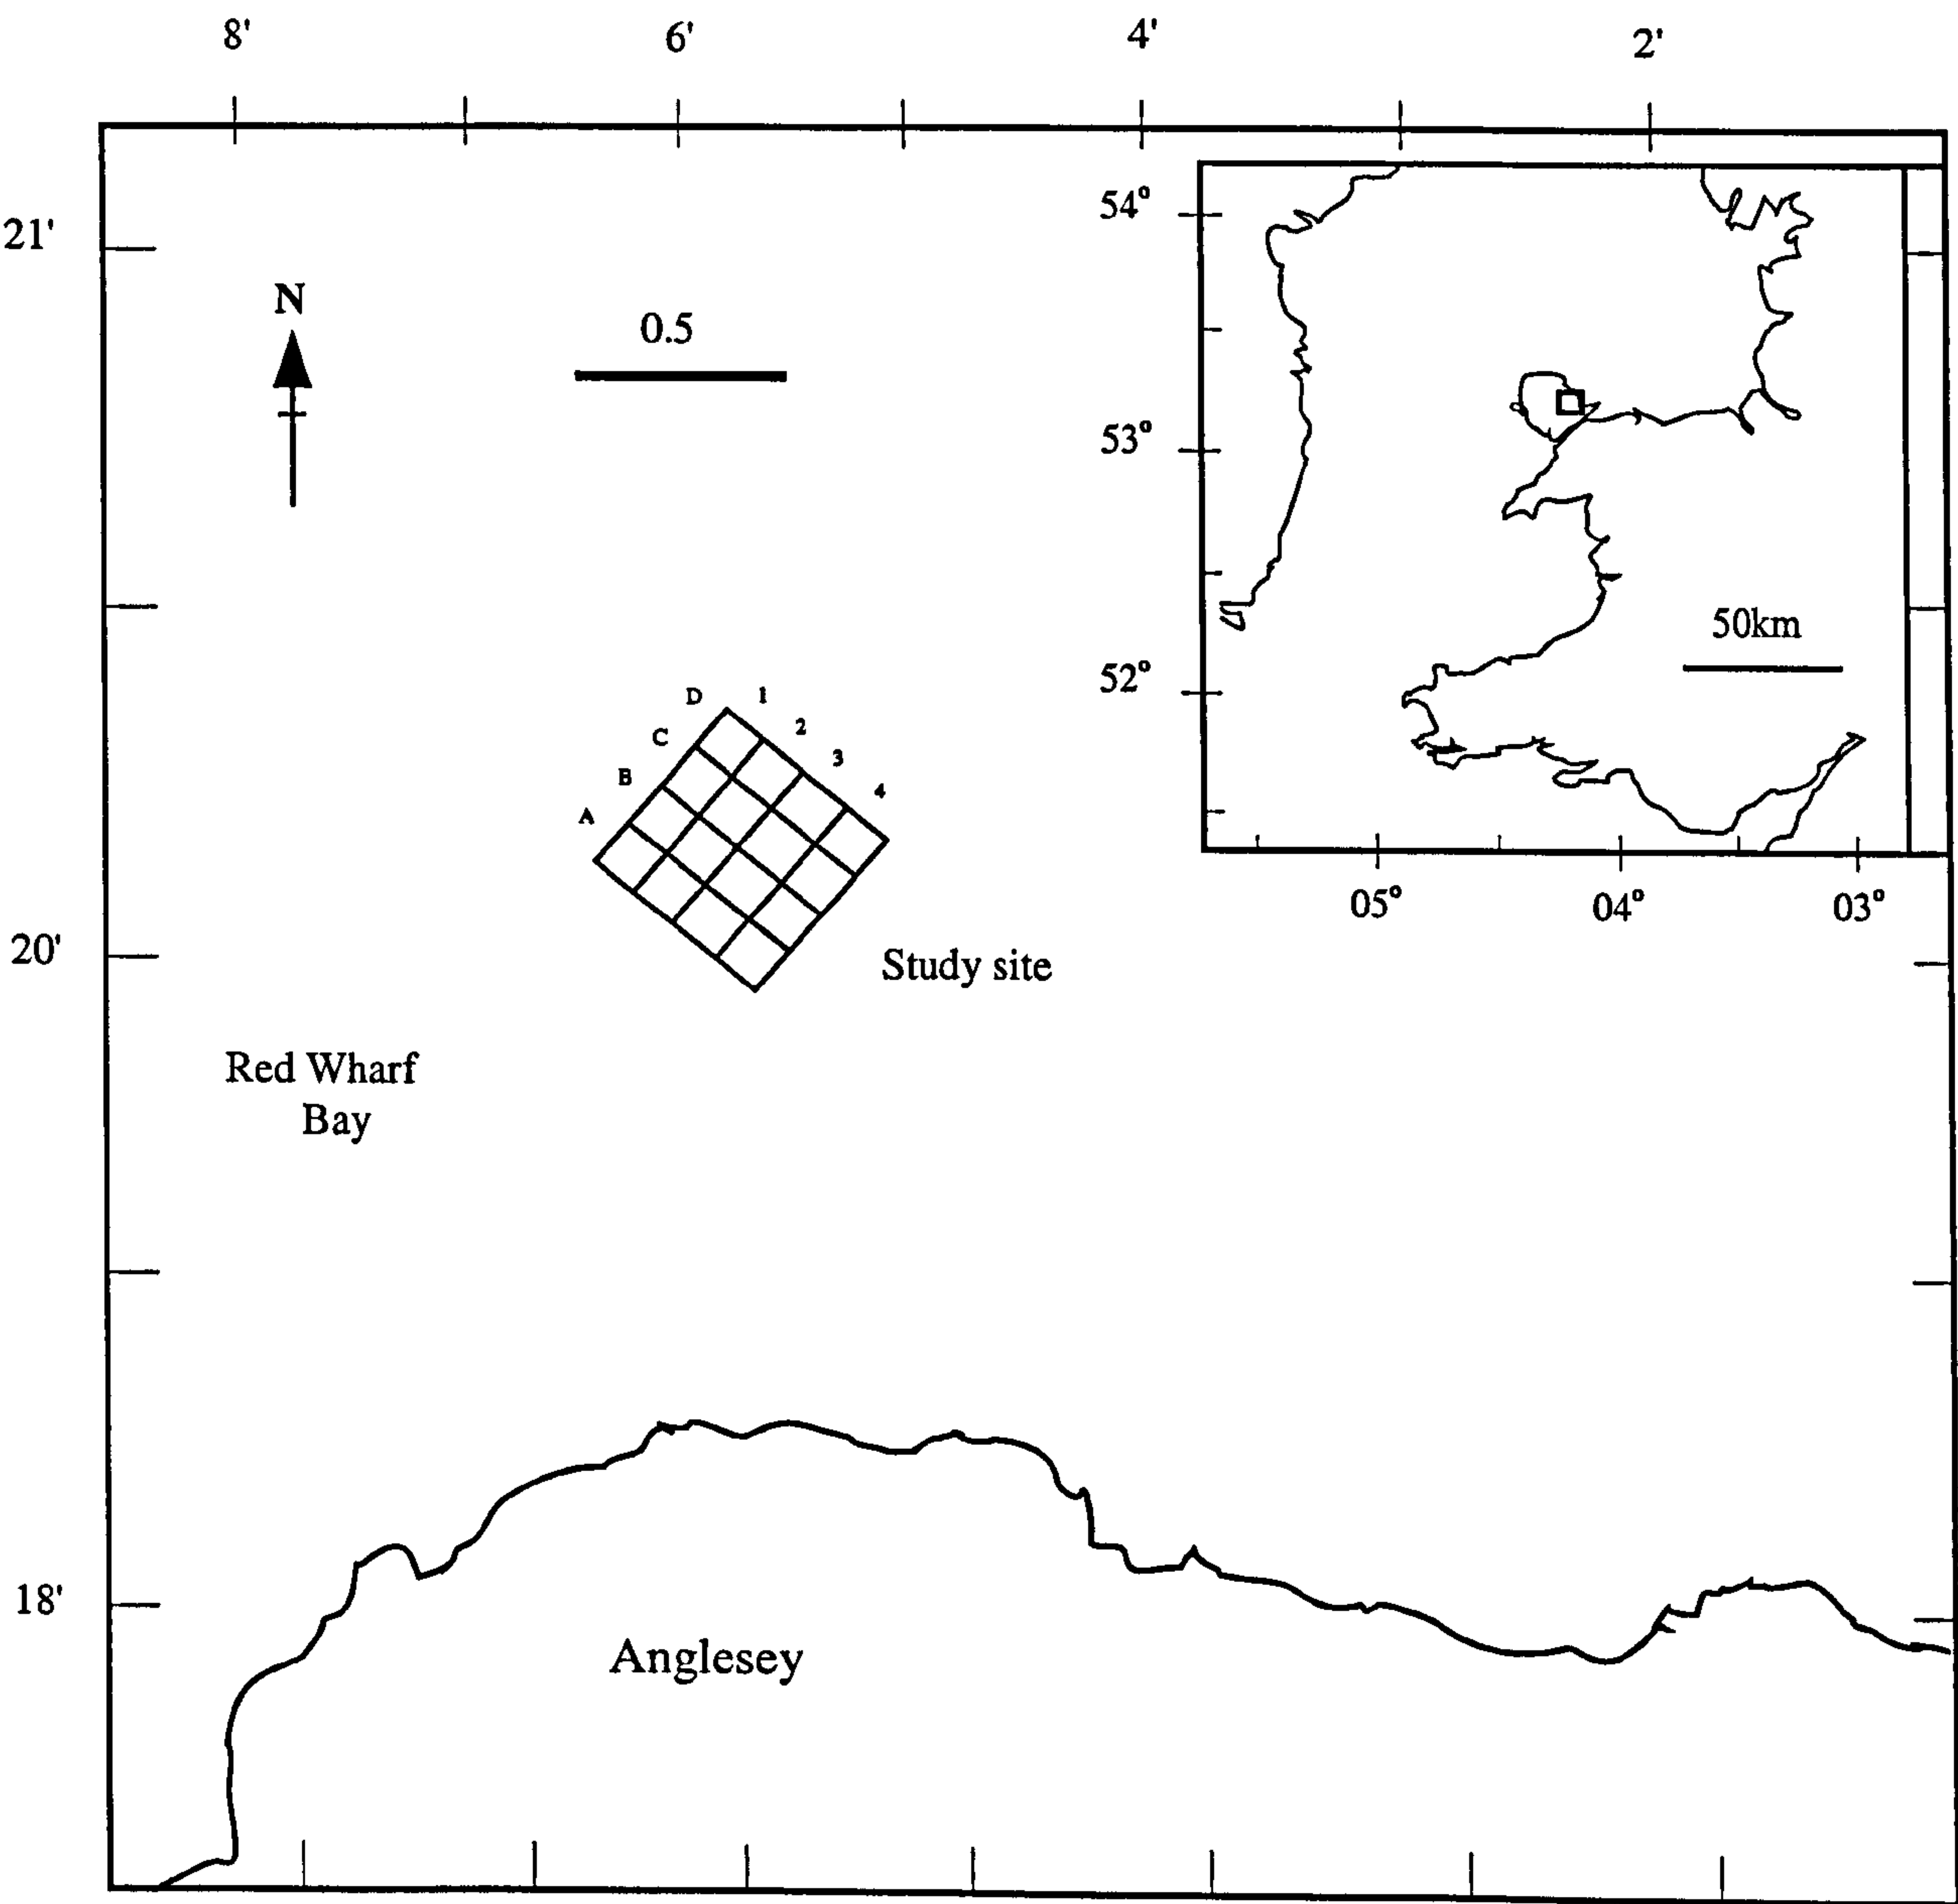 8' 6' 4' 2'
54°
21'
N
0.5
53°
50km
52°
D 1
C 2
B 3
A 4
05° 04° 03°
20'
Study site
Red Wharf
Bay
18'
Anglesey